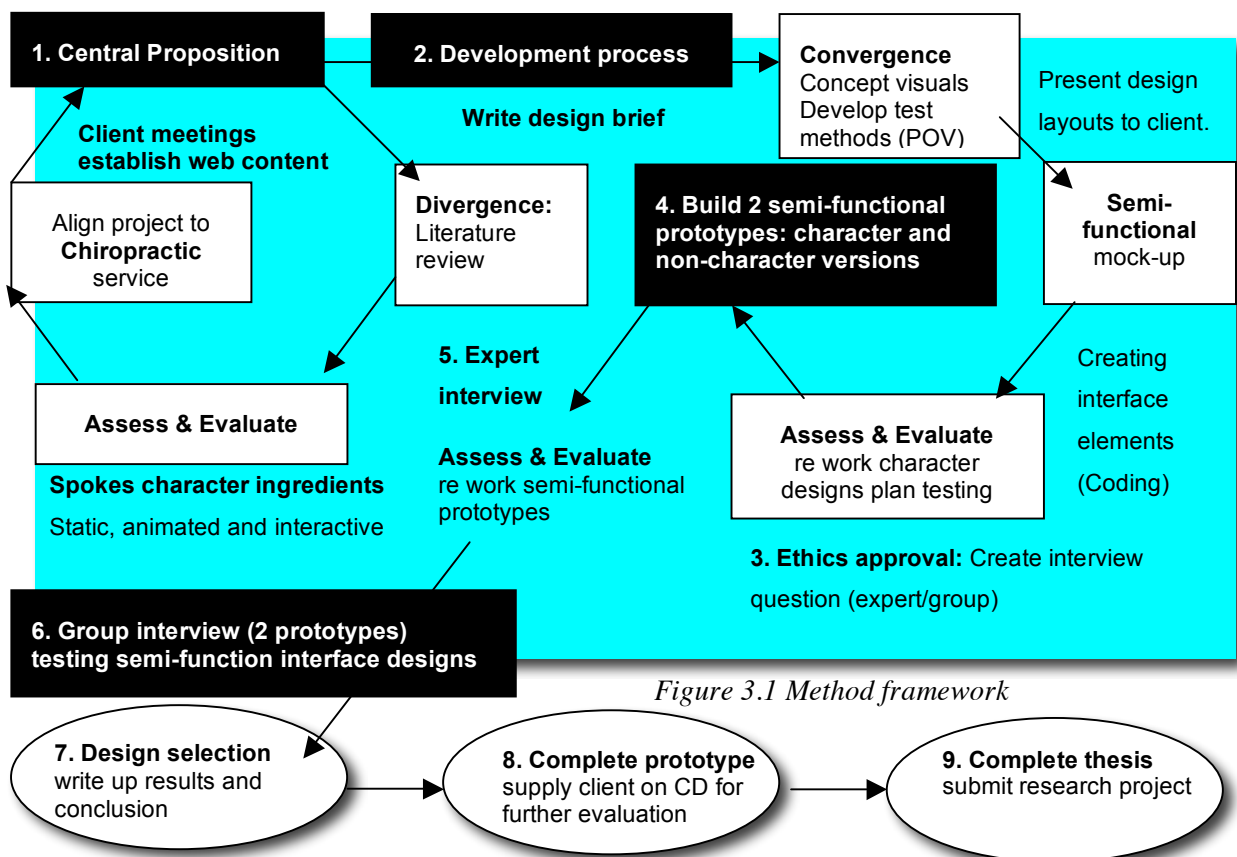 1. Central Proposition
2. Development process
Convergence
Concept visuals
Develop test
methods (POV)
Present design
layouts to client.
Client meetings
establish web content
Write design brief
Align project to
Chiropractic
service
Divergence:
Literature
review
4. Build 2 semi-functional
prototypes: character and
non-character versions
Semi-
functional
mock-up
5. Expert
interview
Creating
interface
elements
(Coding)
Assess & Evaluate
Assess & Evaluate
re work semi-functional
prototypes
Assess & Evaluate
re work character
designs plan testing
Spokes character ingredients
Static, animated and interactive
3. Ethics approval: Create interview
question (expert/group)
6. Group interview (2 prototypes)
testing semi-function interface designs
Figure 3.1 Method framework
7. Design selection
write up results and
conclusion
8. Complete prototype
supply client on CD for
further evaluation
9. Complete thesis
submit research project